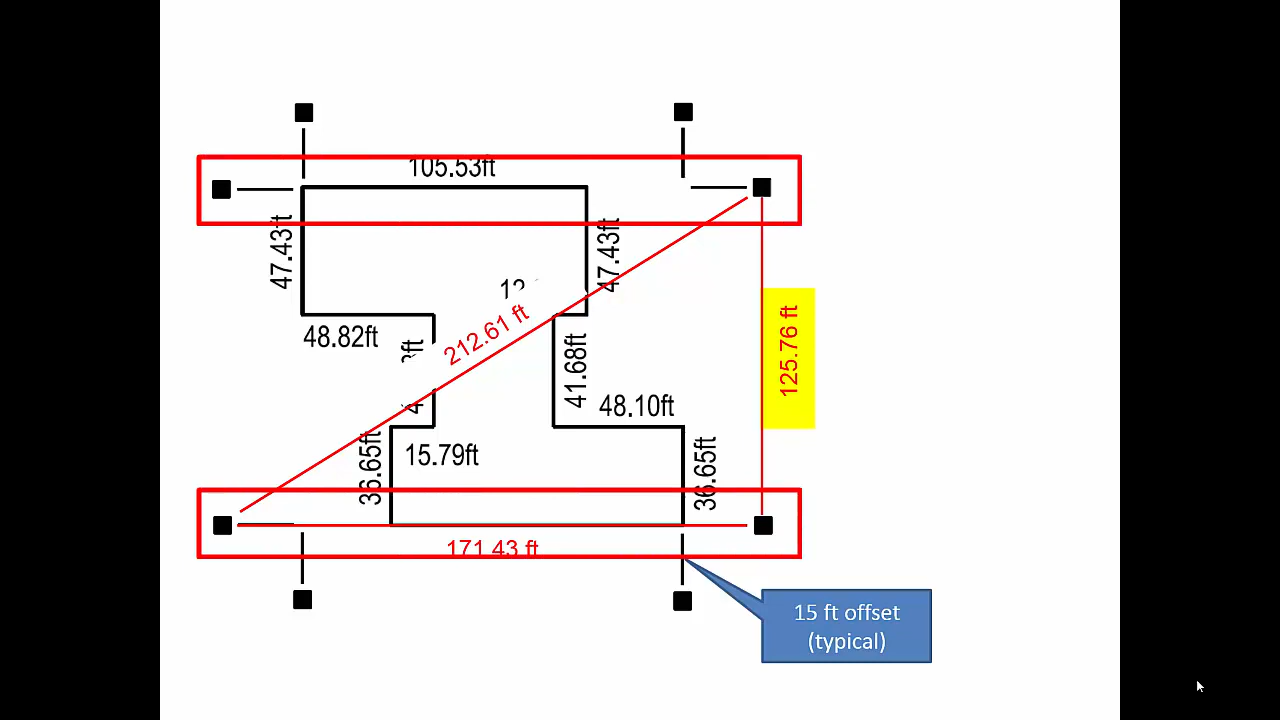 105.53ft
47.43ft
47.43ft
12
212.61 ft
48.82ft
41.68ft
125.76 ft
48.10ft
15.79ft
36.65ft
36.65ft
171.43 ft
15 ft offset
(typical)